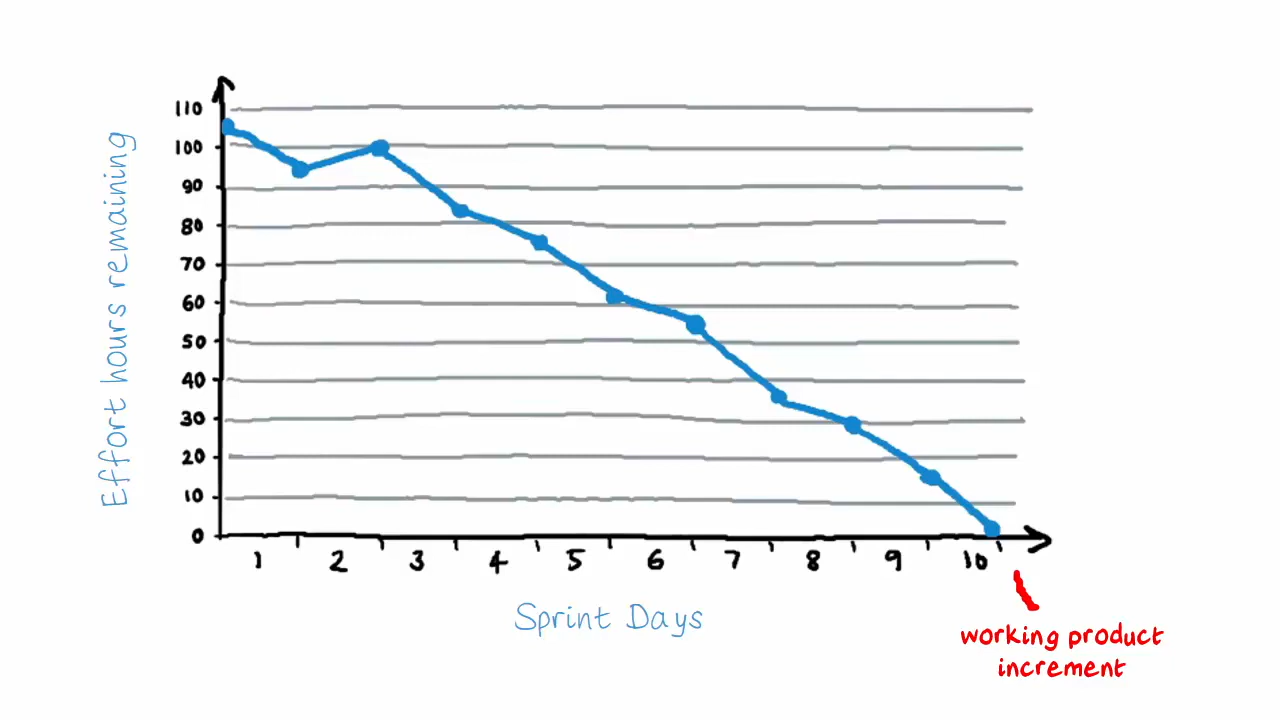 Effort hours remaining
110
100
90
80
70
60
50
40
30
20
10
0
1 2 3 4 5 6 7 8 9 10
Sprint Days
working product
increment